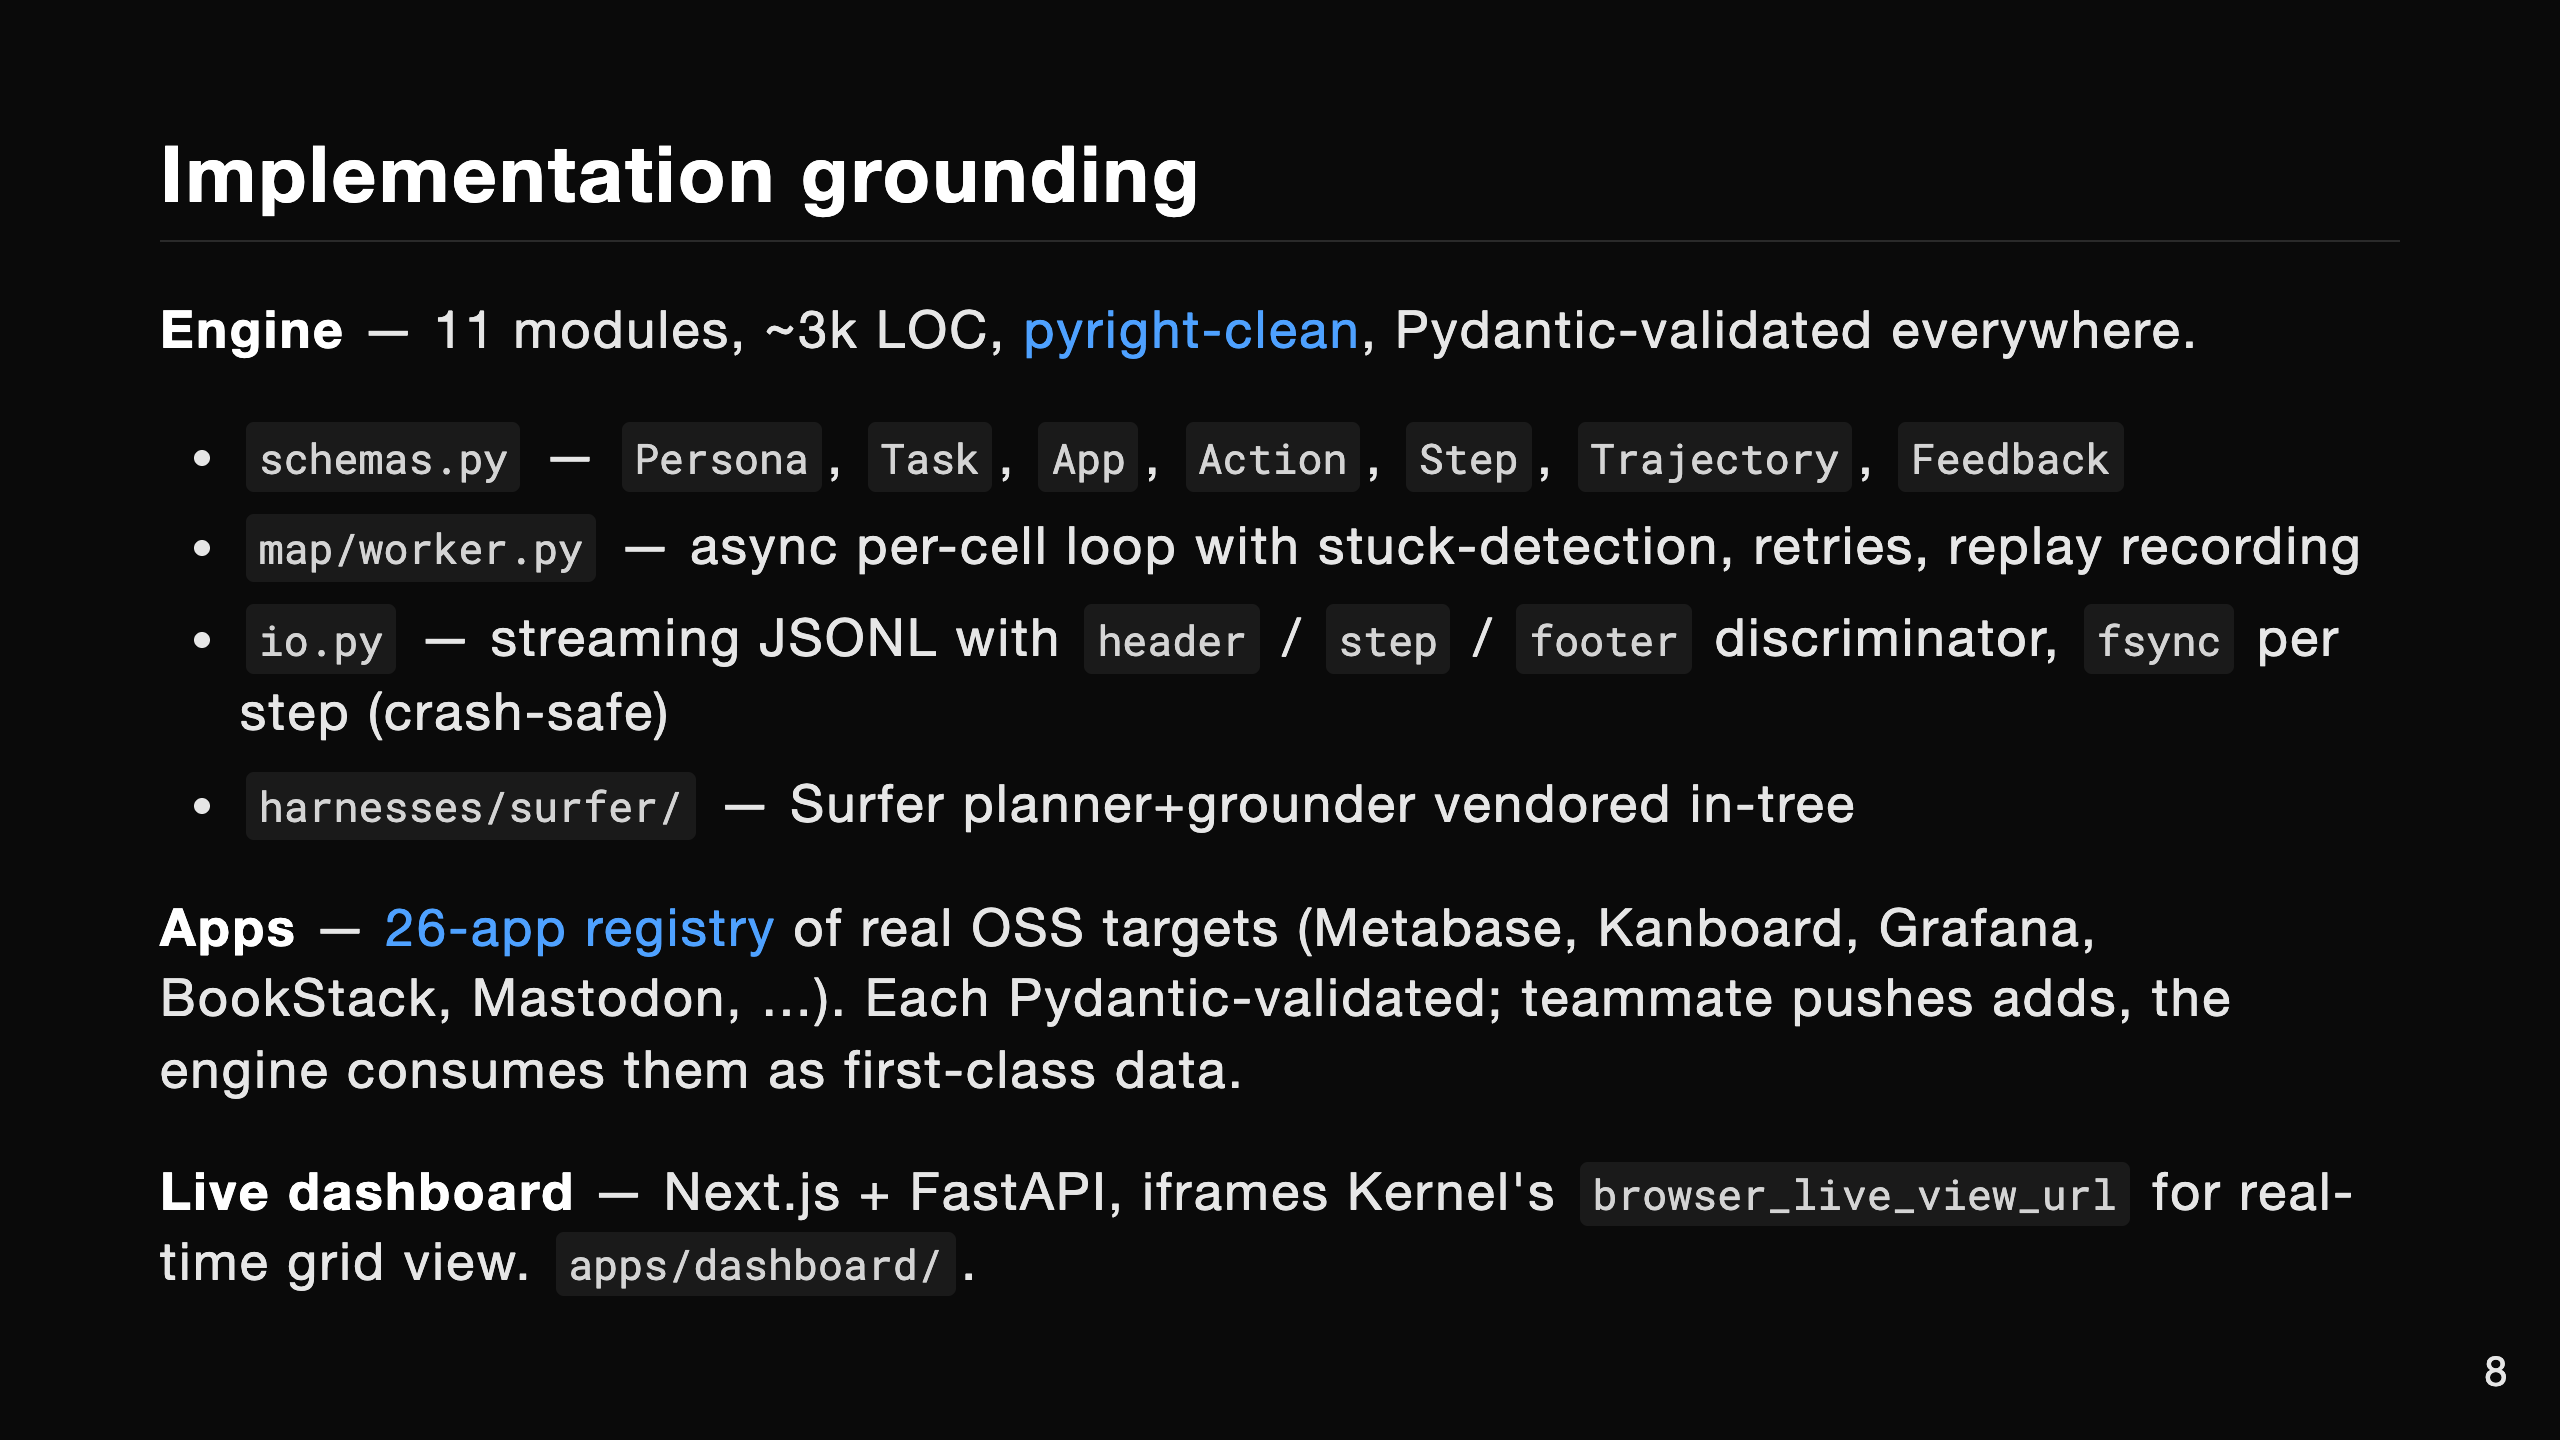 Implementation grounding
Engine — 11 modules, ~3k LOC, pyright-clean, Pydantic-validated everywhere.
• schemas.py — Persona, Task, App, Action, Step, Trajectory, Feedback
• map/worker.py — async per-cell loop with stuck-detection, retries, replay recording
• io.py — streaming JSONL with header / step / footer discriminator, fsync per
step (crash-safe)
• harnesses/surfer/ — Surfer planner+grounder vendored in-tree
Apps — 26-app registry of real OSS targets (Metabase, Kanboard, Grafana,
BookStack, Mastodon, ...). Each Pydantic-validated; teammate pushes adds, the
engine consumes them as first-class data.
Live dashboard — Next.js + FastAPI, iframes Kernel's browser_live_view_url for real-
time grid view. apps/dashboard/.
8